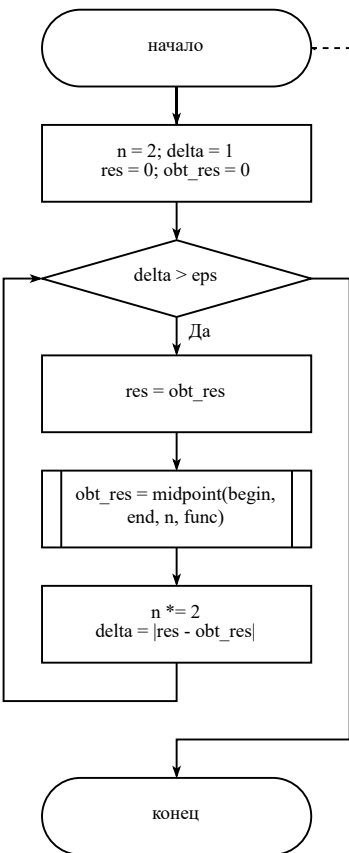 начало
n = 2; delta = 1
res = 0; obt_res = 0
delta > eps
Да
res = obt_res
obt_res = midpoint(begin,
end, n, func)
n *= 2
delta = |res - obt_res|
конец